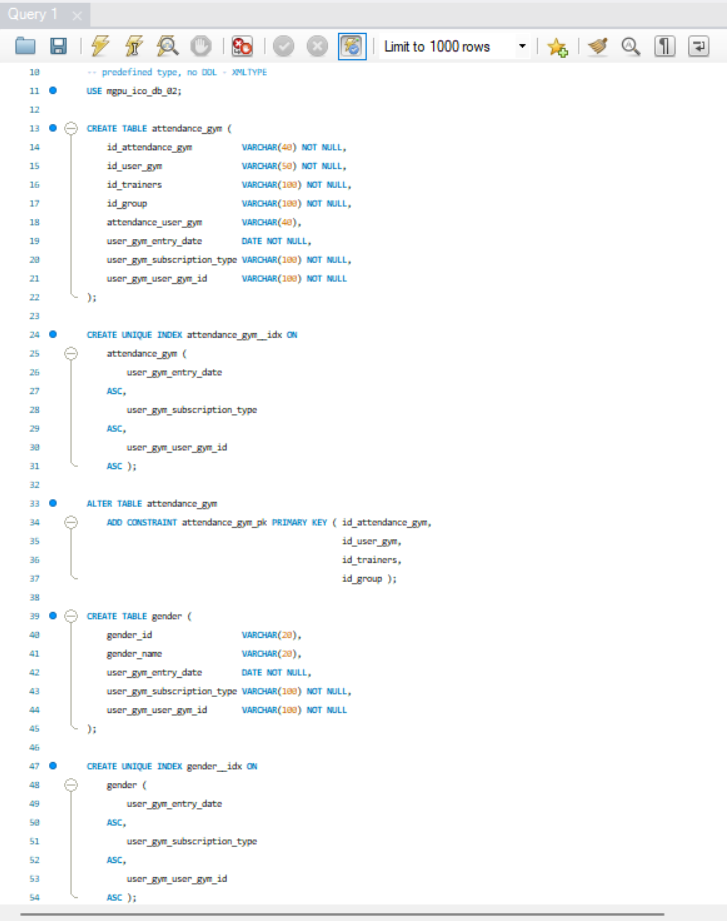 Query 1
Limit to 1000 rows
10 -- predefined type, no DDL - XMLTYPE
11 USE mgpu_ico_db_02;
12
13 CREATE TABLE attendance_gym (
14 id_attendance_gym VARCHAR(40) NOT NULL,
15 id_user_gym VARCHAR(50) NOT NULL,
16 id_trainers VARCHAR(100) NOT NULL,
17 id_group VARCHAR(100) NOT NULL,
18 attendance_user_gym VARCHAR(40),
19 user_gym_entry_date DATE NOT NULL,
20 user_gym_subscription_type VARCHAR(100) NOT NULL,
21 user_gym_user_gym_id VARCHAR(100) NOT NULL
22 );
23
24 CREATE UNIQUE INDEX attendance_gym__idx ON
25 attendance_gym (
26 user_gym_entry_date
27 ASC,
28 user_gym_subscription_type
29 ASC,
30 user_gym_user_gym_id
31 ASC );
32
33 ALTER TABLE attendance_gym
34 ADD CONSTRAINT attendance_gym_pk PRIMARY KEY ( id_attendance_gym,
35 id_user_gym,
36 id_trainers,
37 id_group );
38
39 CREATE TABLE gender (
40 gender_id VARCHAR(20),
41 gender_name VARCHAR(20),
42 user_gym_entry_date DATE NOT NULL,
43 user_gym_subscription_type VARCHAR(100) NOT NULL,
44 user_gym_user_gym_id VARCHAR(100) NOT NULL
45 );
46
47 CREATE UNIQUE INDEX gender__idx ON
48 gender (
49 user_gym_entry_date
50 ASC,
51 user_gym_subscription_type
52 ASC,
53 user_gym_user_gym_id
54 ASC );